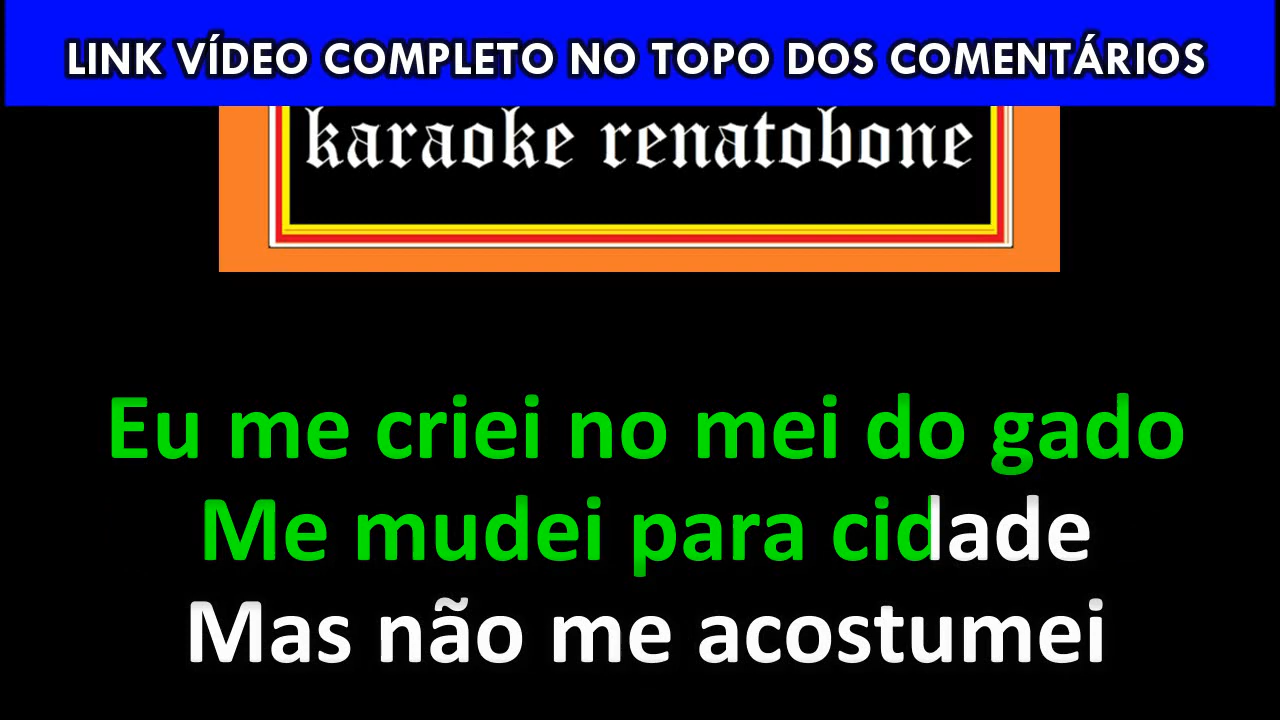 LINK VÍDEO COMPLETO NO TOPO DOS COMENTÁRIOS
karaoke renatobone
Eu me criei no mei do gado
Me mudei para cidade
Mas não me acostumei